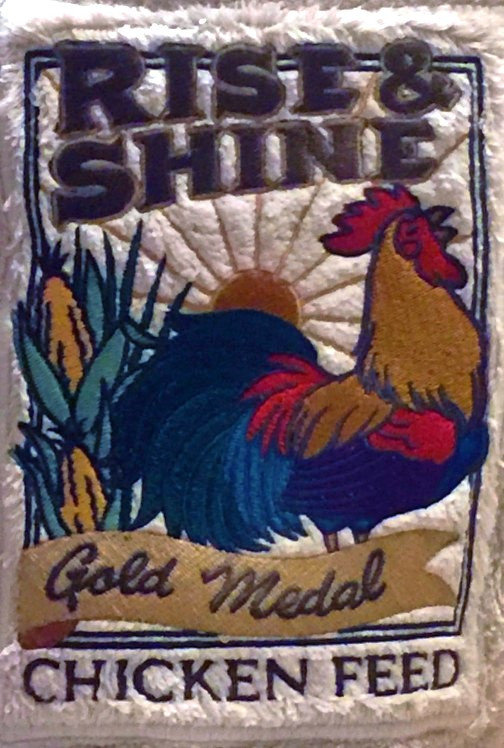 RISE &
SHINE
Gold Medal
CHICKEN FEED